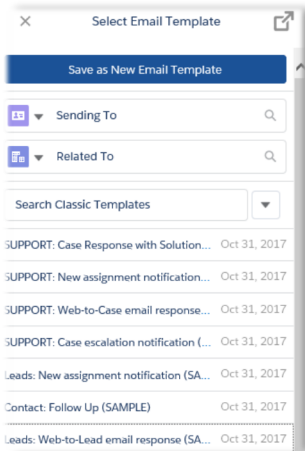 Select Email Template
Save as New Email Template
Sending To
Related To
Search Classic Templates
SUPPORT: Case Response with Solution... Oct 31, 2017
SUPPORT: New assignment notification... Oct 31, 2017
SUPPORT: Web-to-Case email response... Oct 31, 2017
SUPPORT: Case escalation notification (... Oct 31, 2017
Leads: New assignment notification (SA... Oct 31, 2017
Contact: Follow Up (SAMPLE) Oct 31, 2017
Leads: Web-to-Lead email response (SA... Oct 31, 2017